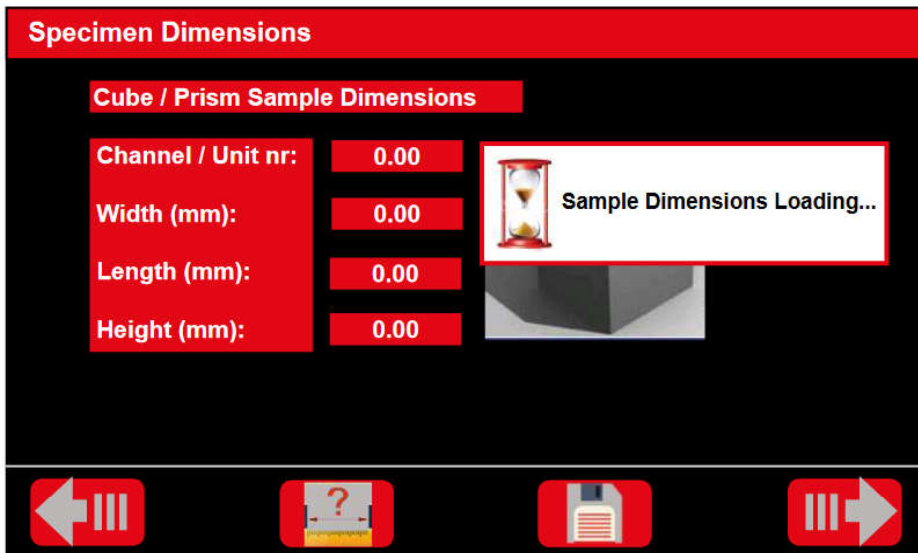 Specimen Dimensions
Cube / Prism Sample Dimensions
Channel / Unit nr: 0.00
Sample Dimensions Loading...
Width (mm): 0.00
Length (mm): 0.00
Height (mm): 0.00
?